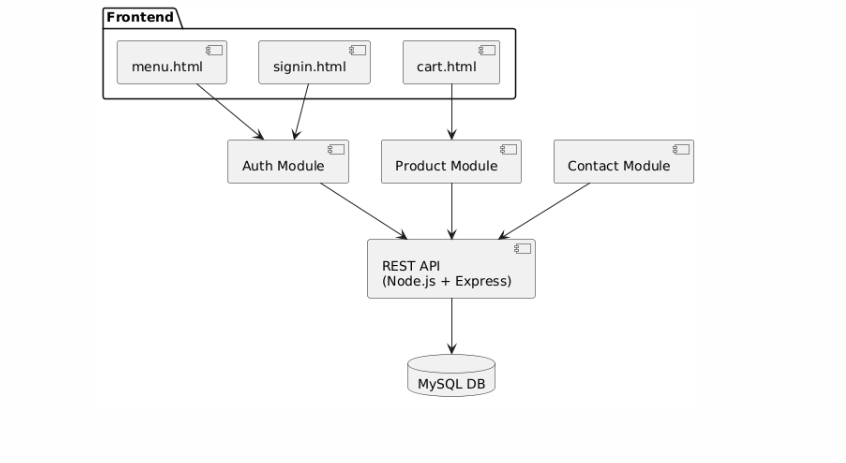 Frontend
menu.html
signin.html
cart.html
Auth Module
Product Module
Contact Module
REST API
(Node.js + Express)
MySQL DB